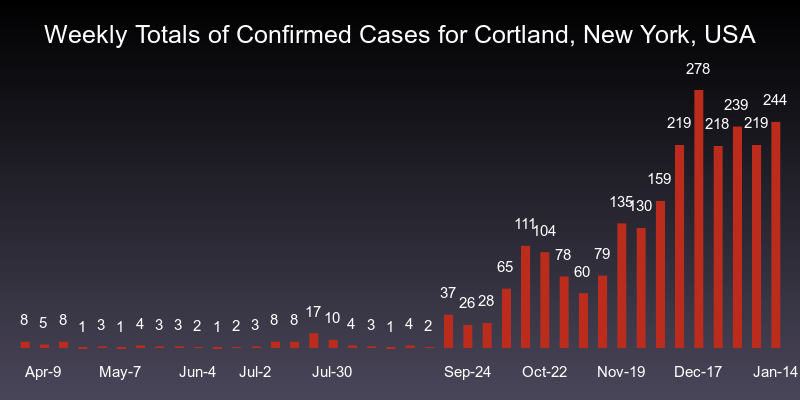 Weekly Totals of Confirmed Cases for Cortland, New York, USA
8 5 8 1 3 1 4 3 3 2 1 2 3 8 8 17 10 4 3 1 4 2 37 26 28 65 111 104 78 60 79 135 130 159 219 278 218 239 219 244
Apr-9 May-7 Jun-4 Jul-2 Jul-30 Sep-24 Oct-22 Nov-19 Dec-17 Jan-14